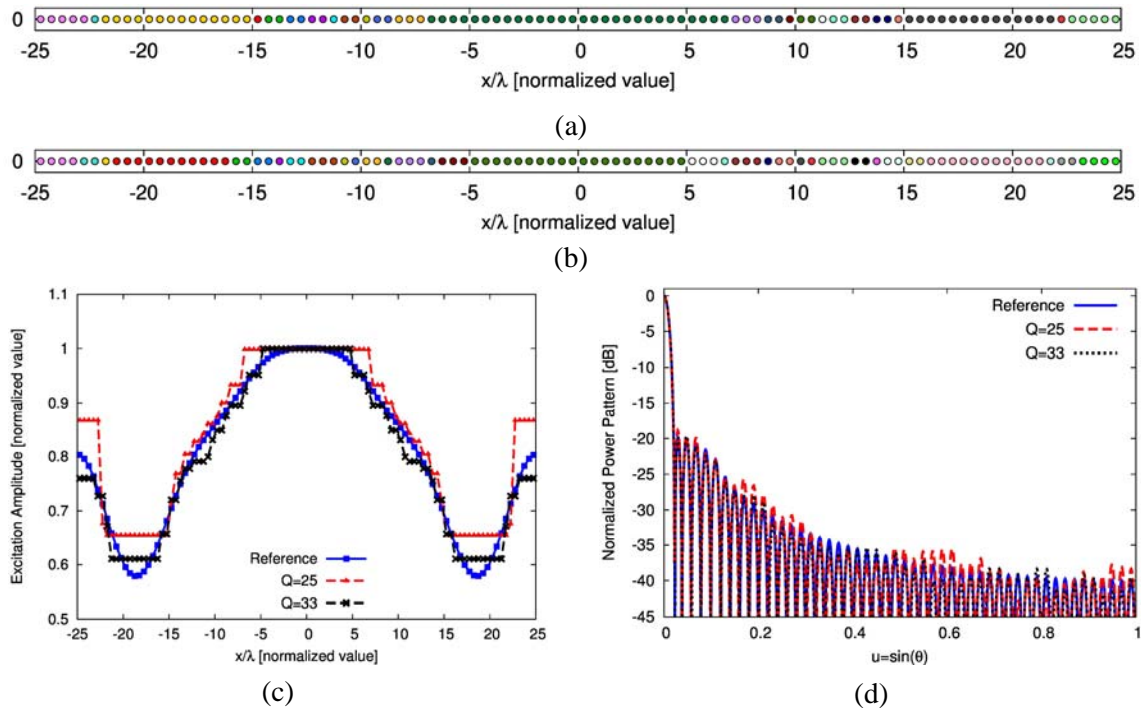 0
-25 -20 -15 -10 -5 0 5 10 15 20 25
x/λ [normalized value]
(a)
0
-25 -20 -15 -10 -5 0 5 10 15 20 25
x/λ [normalized value]
(b)
Excitation Amplitude [normalized value]
1.1
1
0.9
0.8
0.7
0.6
0.5
Reference
Q=25
Q=33
-25 -20 -15 -10 -5 0 5 10 15 20 25
x/λ [normalized value]
(c)
Normalized Power Pattern [dB]
0
-5
-10
-15
-20
-25
-30
-35
-40
-45
Reference
Q=25
Q=33
0 0.2 0.4 0.6 0.8 1
u=sin(θ)
(d)